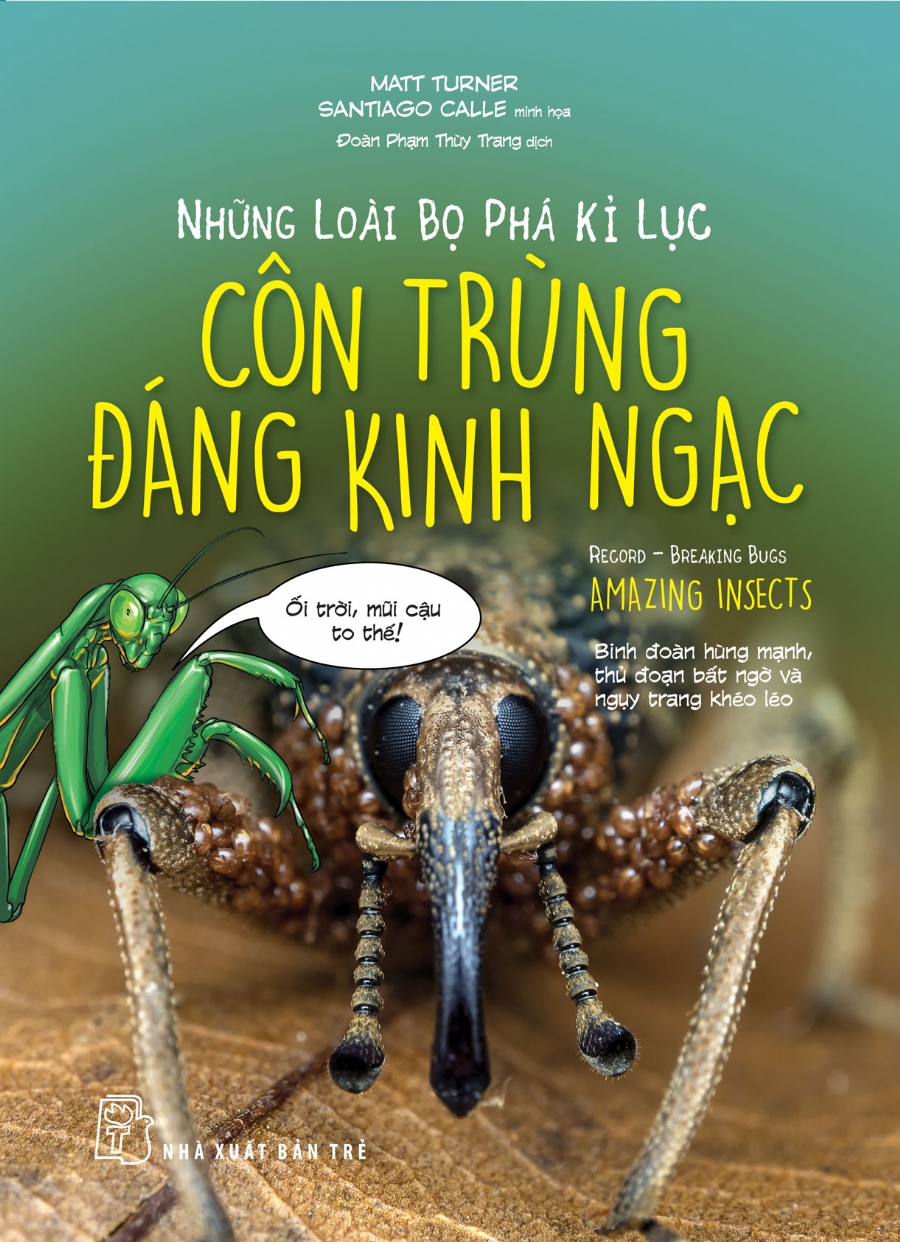 MATT TURNER
SANTIAGO CALLE minh họa
Đoàn Phạm Thùy Trang dịch
NHỮNG LOÀI BỌ PHÁ KỈ LỤC
CÔN TRÙNG
ĐÁNG KINH NGẠC
RECORD – BREAKING BUGS
AMAZING INSECTS
Ối trời, mũi cậu
to thế!
Binh đoàn hùng mạnh,
thủ đoạn bất ngờ và
ngụy trang khéo léo
NHÀ XUẤT BẢN TRẺ